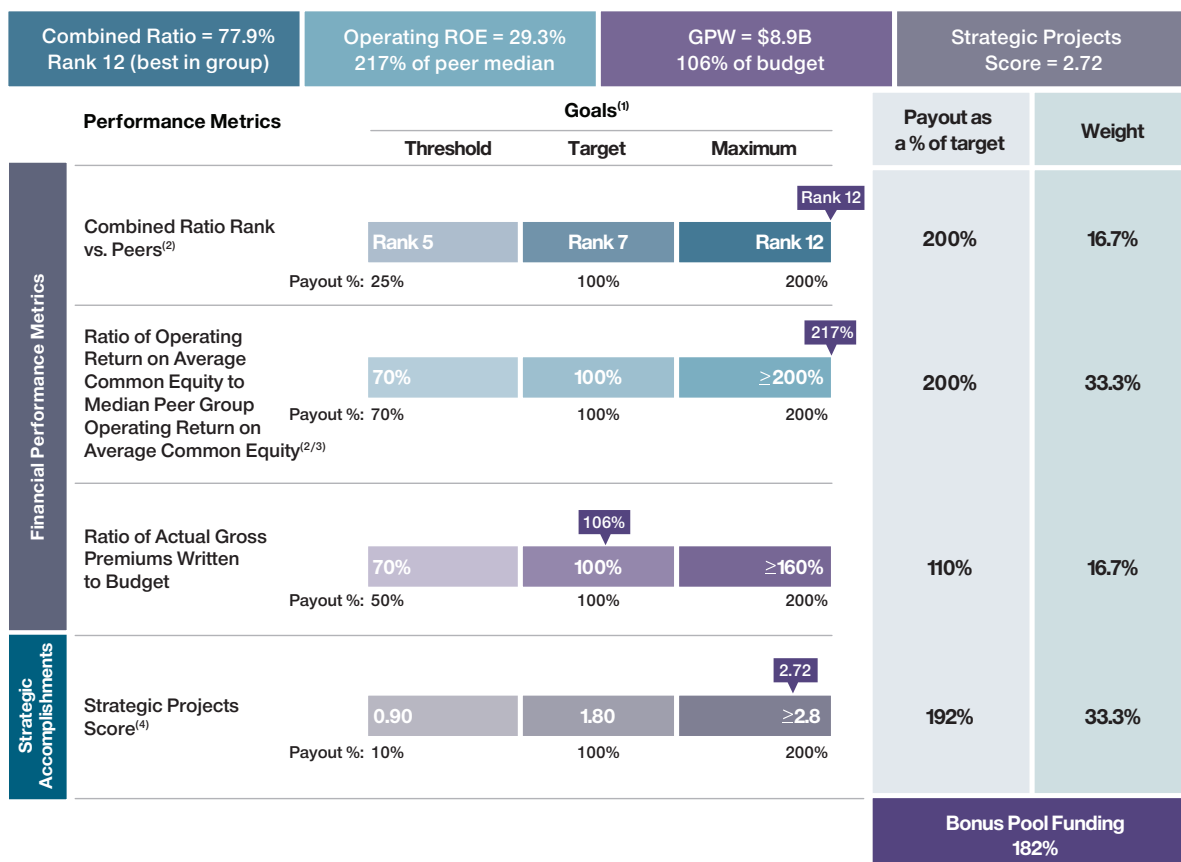 Combined Ratio = 77.9%
Rank 12 (best in group)
Operating ROE = 29.3%
217% of peer median
GPW = $8.9B
106% of budget
Strategic Projects
Score = 2.72
Performance Metrics
Goals(1)
Threshold
Target
Maximum
Payout as
a % of target
Weight
Financial Performance Metrics
Combined Ratio Rank
vs. Peers(2)
Rank 12
Rank 5
Rank 7
Rank 12
Payout %: 25%
100%
200%
200%
16.7%
Ratio of Operating
Return on Average
Common Equity to
Median Peer Group
Operating Return on
Average Common Equity(2/3)
217%
70%
100%
≥200%
Payout %: 70%
100%
200%
200%
33.3%
Ratio of Actual Gross
Premiums Written
to Budget
106%
70%
100%
≥160%
Payout %: 50%
100%
200%
110%
16.7%
Strategic
Accomplishments
Strategic Projects
Score(4)
2.72
0.90
1.80
≥2.8
Payout %: 10%
100%
200%
192%
33.3%
Bonus Pool Funding
182%